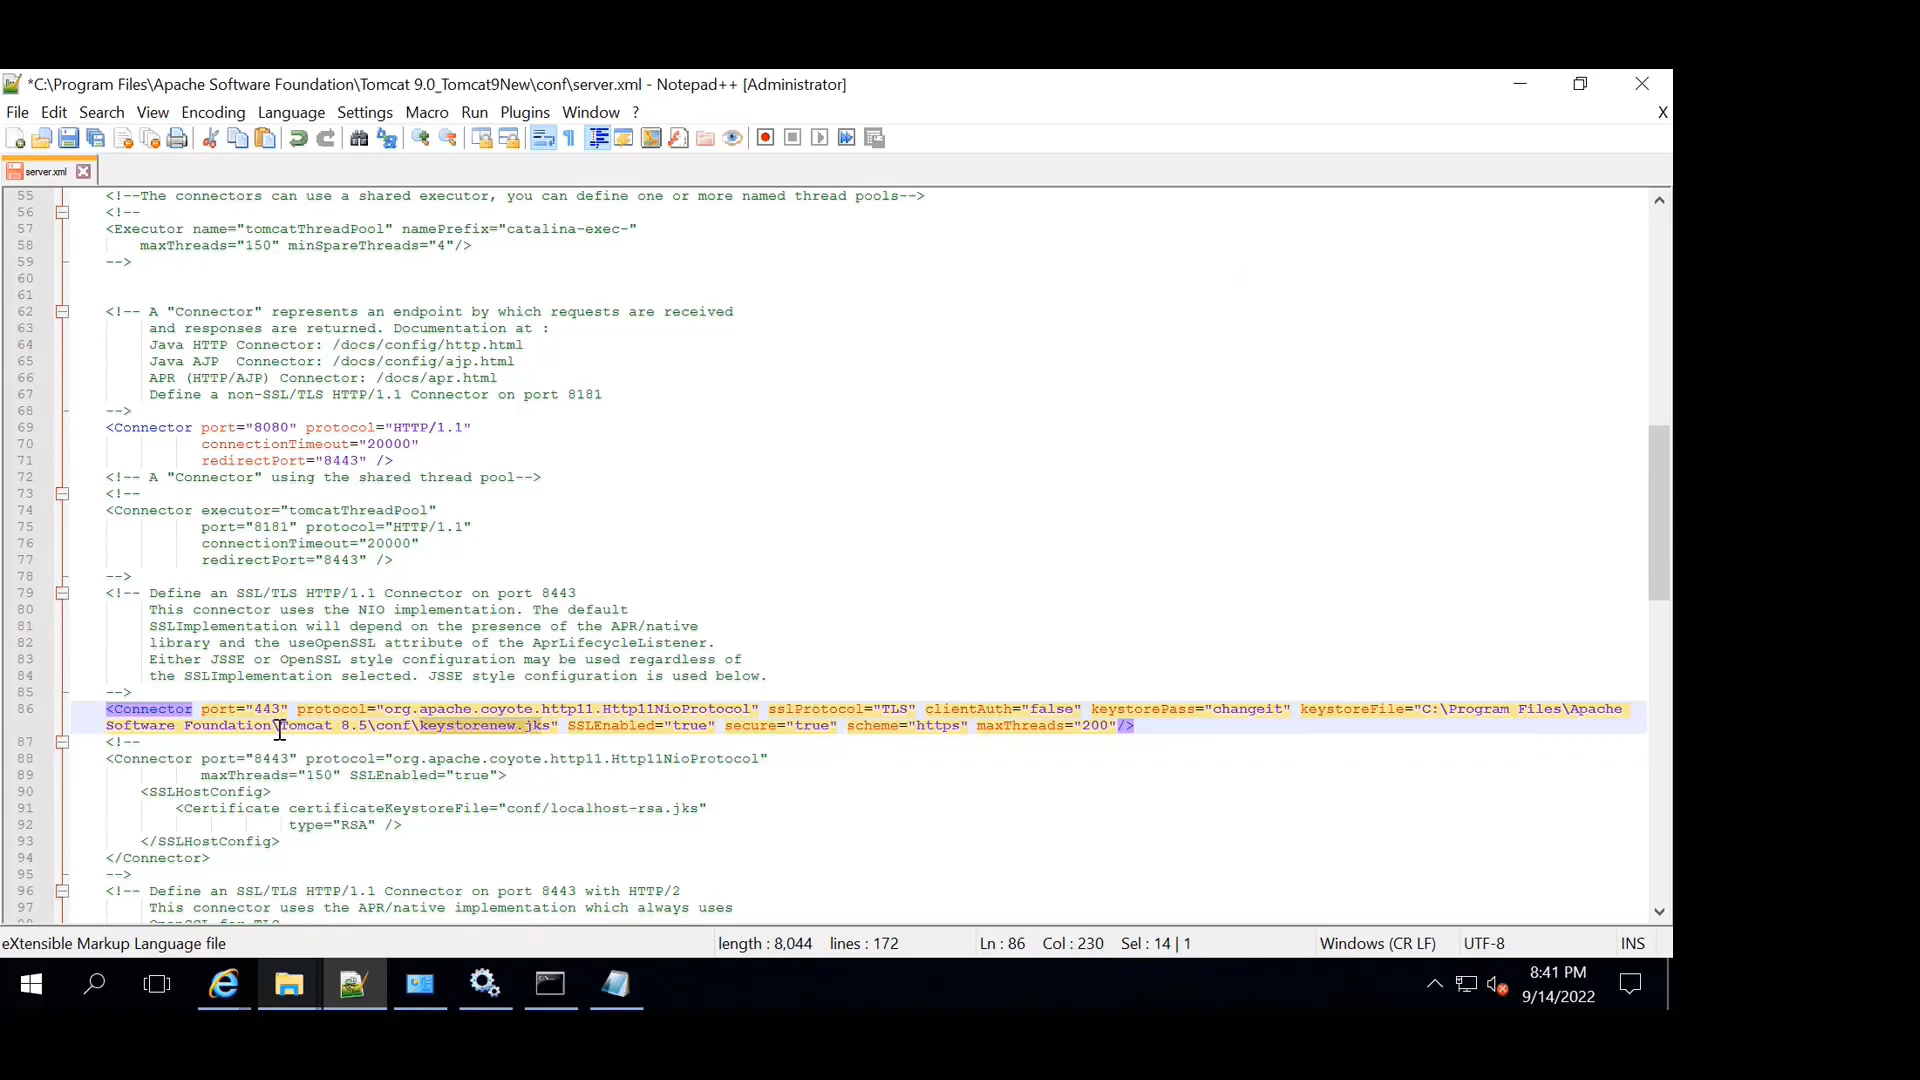 *C:\Program Files\Apache Software Foundation\Tomcat 9.0_Tomcat9New\conf\server.xml - Notepad++ [Administrator]
File Edit Search View Encoding Language Settings Macro Run Plugins Window ? X
server.xml
55 <!--The connectors can use a shared executor, you can define one or more named thread pools-->
56 <!--
57 <Executor name="tomcatThreadPool" namePrefix="catalina-exec-"
58 maxThreads="150" minSpareThreads="4"/>
59 -->
60
61
62 <!-- A "Connector" represents an endpoint by which requests are received
63 and responses are returned. Documentation at :
64 Java HTTP Connector: /docs/config/http.html
65 Java AJP  Connector: /docs/config/ajp.html
66 APR (HTTP/AJP) Connector: /docs/apr.html
67 Define a non-SSL/TLS HTTP/1.1 Connector on port 8181
68 -->
69 <Connector port="8080" protocol="HTTP/1.1"
70 connectionTimeout="20000"
71 redirectPort="8443" />
72 <!-- A "Connector" using the shared thread pool-->
73 <!--
74 <Connector executor="tomcatThreadPool"
75 port="8181" protocol="HTTP/1.1"
76 connectionTimeout="20000"
77 redirectPort="8443" />
78 -->
79 <!-- Define an SSL/TLS HTTP/1.1 Connector on port 8443
80 This connector uses the NIO implementation. The default
81 SSLImplementation will depend on the presence of the APR/native
82 library and the useOpenSSL attribute of the AprLifecycleListener.
83 Either JSSE or OpenSSL style configuration may be used regardless of
84 the SSLImplementation selected. JSSE style configuration is used below.
85 -->
86 <Connector port="443" protocol="org.apache.coyote.http11.Http11NioProtocol" sslProtocol="TLS" clientAuth="false" keystorePass="changeit" keystoreFile="C:\Program Files\Apache
Software Foundation\Tomcat 8.5\conf\keystorenew.jks" SSLEnabled="true" secure="true" scheme="https" maxThreads="200"/>
87 <!--
88 <Connector port="8443" protocol="org.apache.coyote.http11.Http11NioProtocol"
89 maxThreads="150" SSLEnabled="true">
90 <SSLHostConfig>
91 <Certificate certificateKeystoreFile="conf/localhost-rsa.jks"
92 type="RSA" />
93 </SSLHostConfig>
94 </Connector>
95 -->
96 <!-- Define an SSL/TLS HTTP/1.1 Connector on port 8443 with HTTP/2
97 This connector uses the APR/native implementation which always uses
eXtensible Markup Language file length : 8,044 lines : 172 Ln : 86 Col : 230 Sel : 14 | 1 Windows (CR LF) UTF-8 INS
8:41 PM
9/14/2022